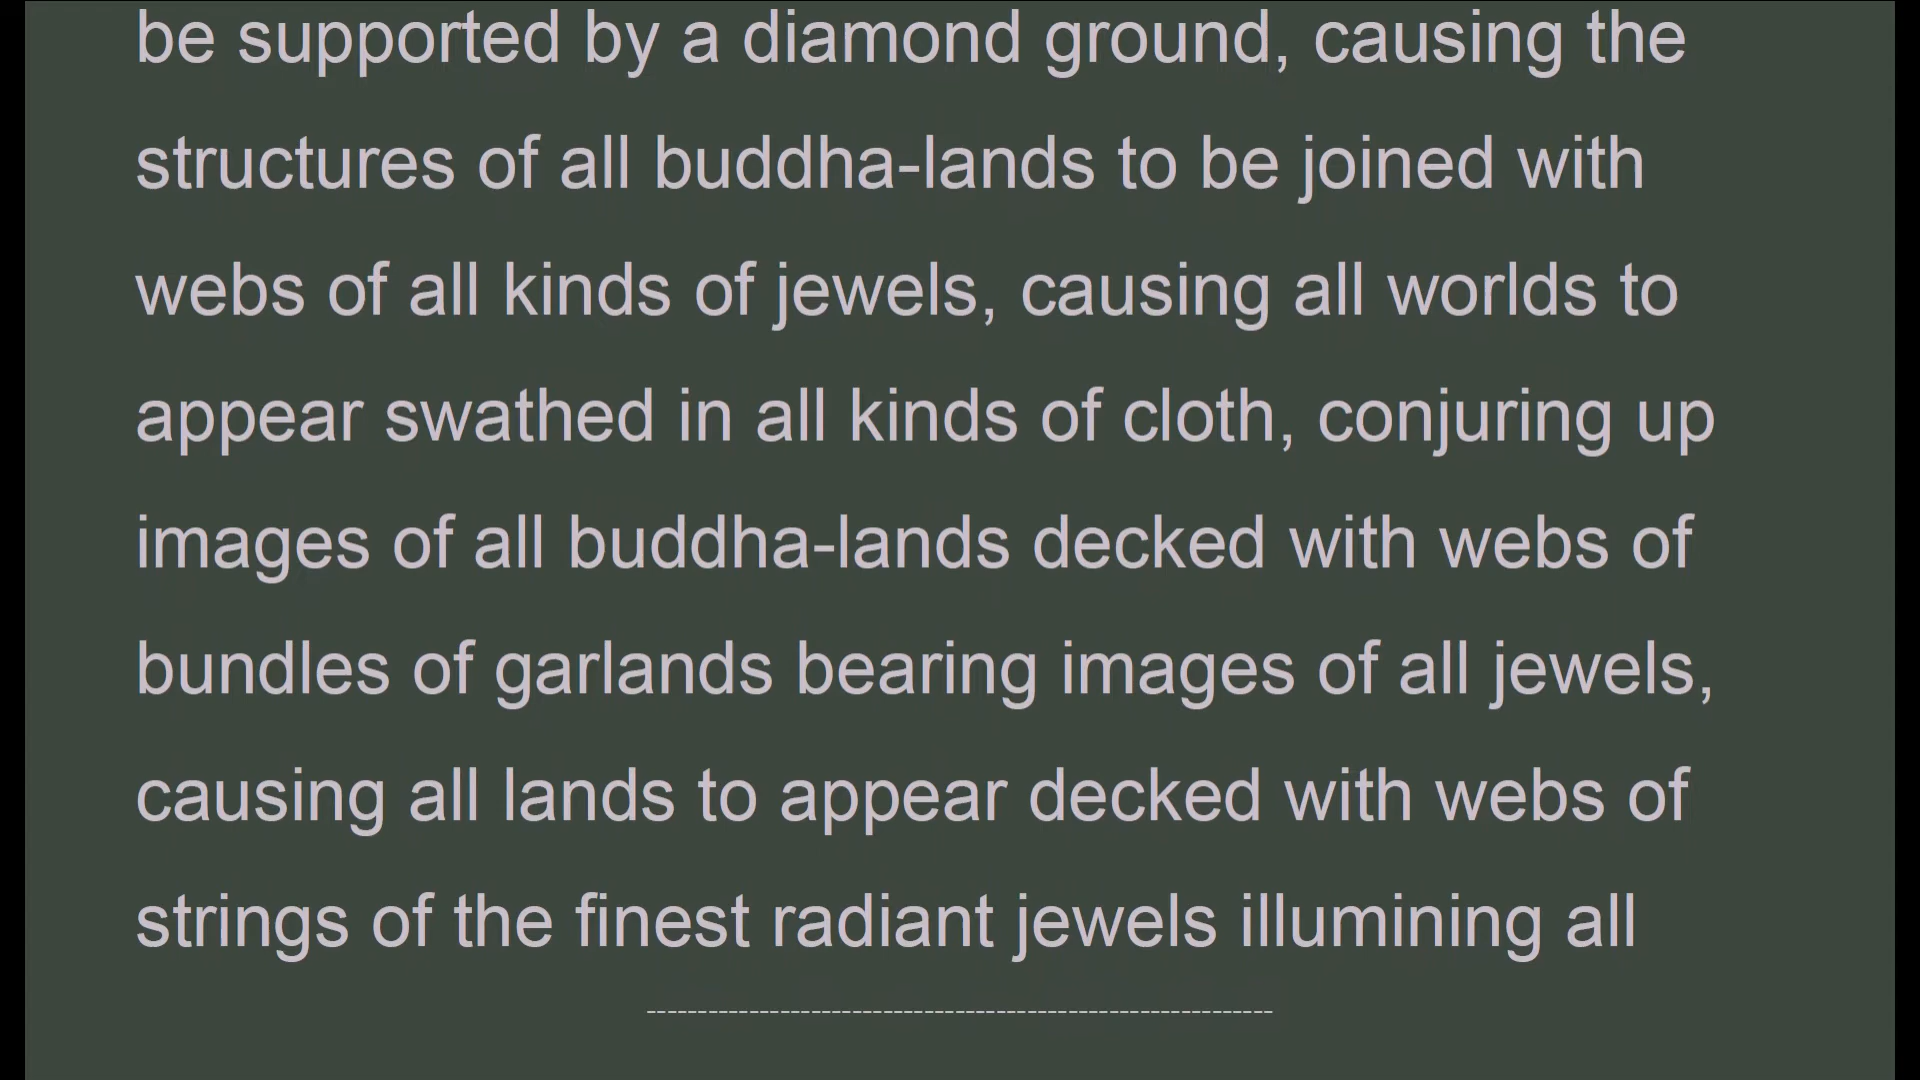 be supported by a diamond ground, causing the
structures of all buddha-lands to be joined with
webs of all kinds of jewels, causing all worlds to
appear swathed in all kinds of cloth, conjuring up
images of all buddha-lands decked with webs of
bundles of garlands bearing images of all jewels,
causing all lands to appear decked with webs of
strings of the finest radiant jewels illumining all
-------------------------------------------------------------